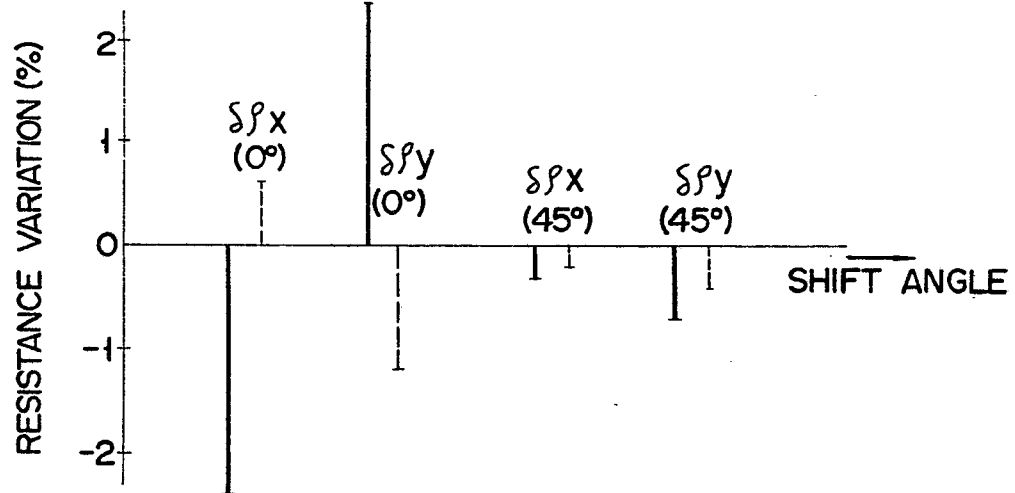 RESISTANCE VARIATION (%)
2
1
0
-1
-2
δρx
(0°)
δρy
(0°)
δρx
(45°)
δρy
(45°)
SHIFT ANGLE